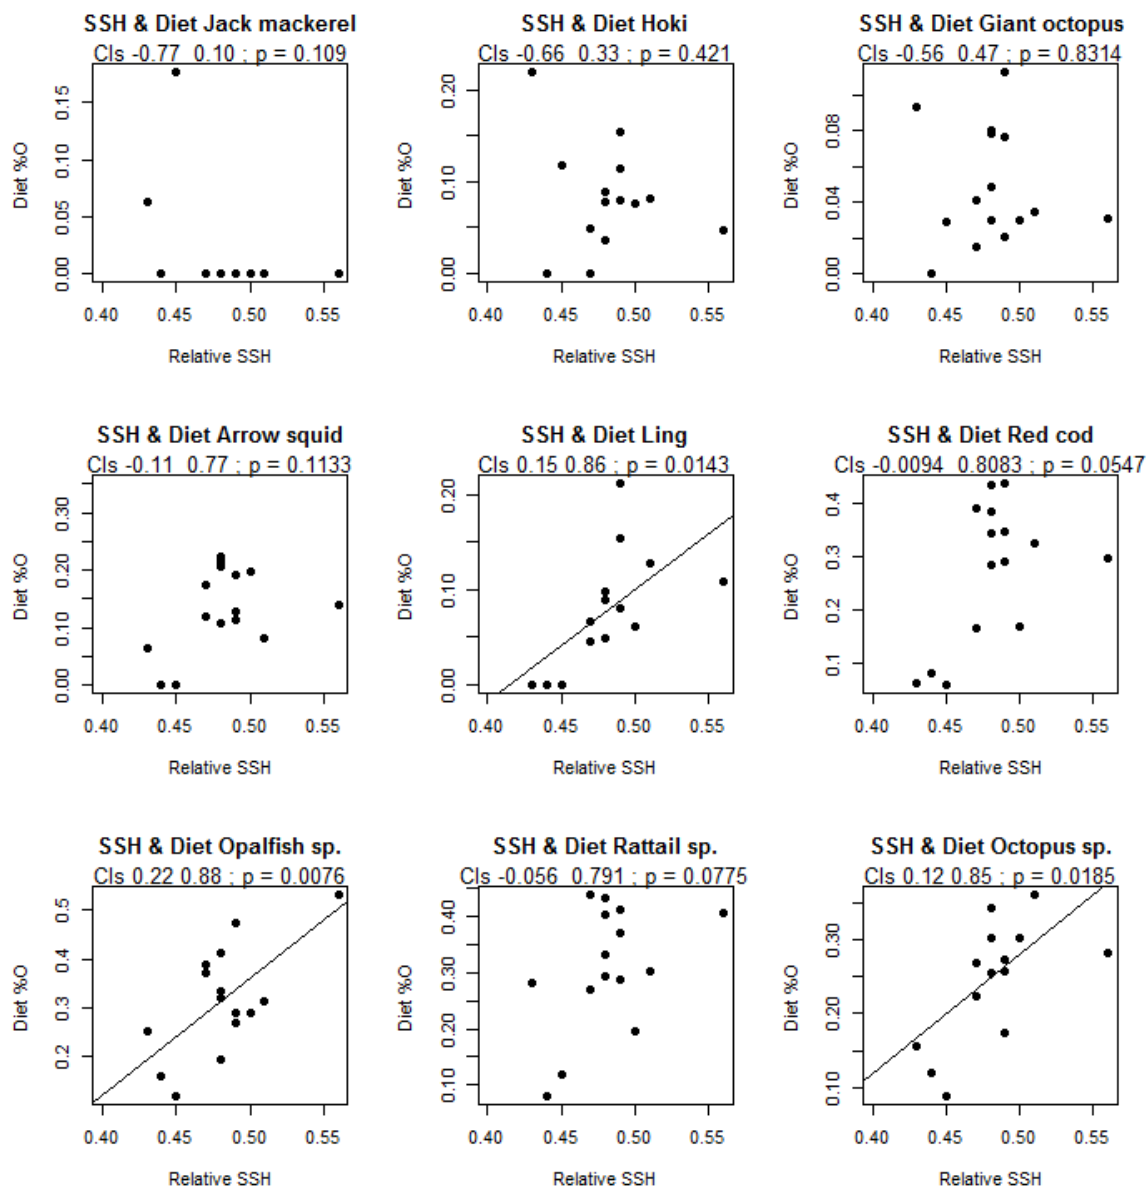 SSH & Diet Jack mackerel
CIs -0.77 0.10 ; p = 0.109
0.15
0.10
0.05
0.00
Diet %O
0.40 0.45 0.50 0.55
Relative SSH
SSH & Diet Hoki
CIs -0.66 0.33 ; p = 0.421
0.20
0.10
0.00
Diet %O
0.40 0.45 0.50 0.55
Relative SSH
SSH & Diet Giant octopus
CIs -0.56 0.47 ; p = 0.8314
0.08
0.04
0.00
Diet %O
0.40 0.45 0.50 0.55
Relative SSH
SSH & Diet Arrow squid
CIs -0.11 0.77 ; p = 0.1133
0.30
0.20
0.10
0.00
Diet %O
0.40 0.45 0.50 0.55
Relative SSH
SSH & Diet Ling
CIs 0.15 0.86 ; p = 0.0143
0.20
0.10
0.00
Diet %O
0.40 0.45 0.50 0.55
Relative SSH
SSH & Diet Red cod
CIs -0.0094 0.8083 ; p = 0.0547
0.4
0.3
0.2
0.1
Diet %O
0.40 0.45 0.50 0.55
Relative SSH
SSH & Diet Opalfish sp.
CIs 0.22 0.88 ; p = 0.0076
0.5
0.4
0.3
0.2
Diet %O
0.40 0.45 0.50 0.55
Relative SSH
SSH & Diet Rattail sp.
CIs -0.056 0.791 ; p = 0.0775
0.40
0.30
0.20
0.10
Diet %O
0.40 0.45 0.50 0.55
Relative SSH
SSH & Diet Octopus sp.
CIs 0.12 0.85 ; p = 0.0185
0.30
0.20
0.10
Diet %O
0.40 0.45 0.50 0.55
Relative SSH